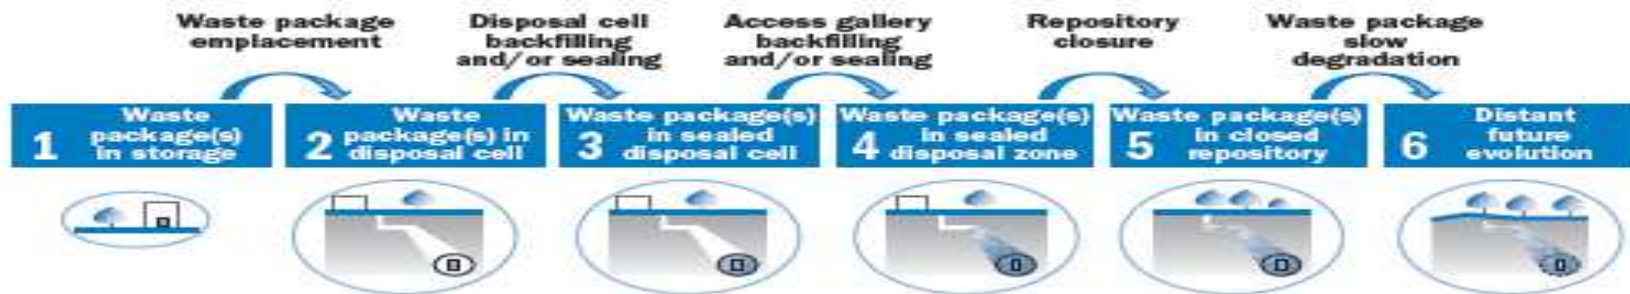 Waste package
emplacement
Disposal cell
backfilling
and/or sealing
Access gallery
backfilling
and/or sealing
Repository
closure
Waste package
slow
degradation
1 Waste
package(s)
in storage
2 Waste
package(s) in
disposal cell
3 Waste package(s)
in sealed
disposal cell
4 Waste package(s)
in sealed
disposal zone
5 Waste package(s)
in closed
repository
6 Distant
future
evolution